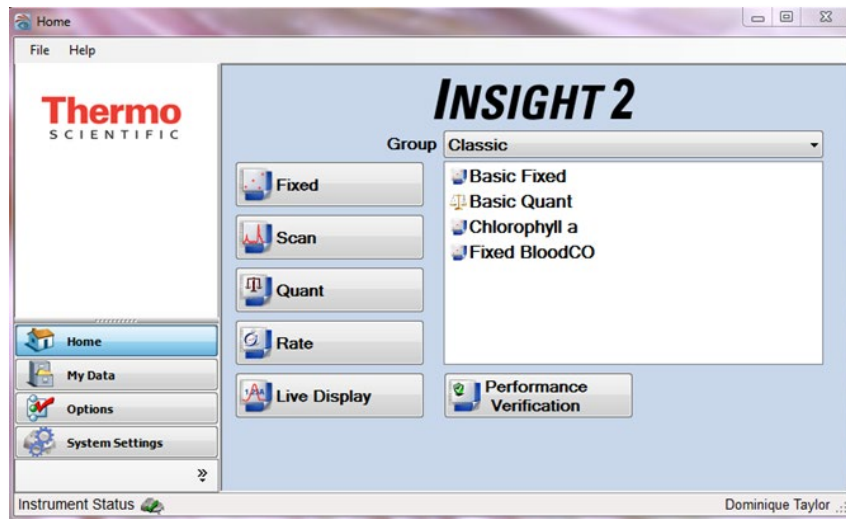 Home
File Help
Thermo
SCIENTIFIC
INSIGHT 2
Group Classic
Fixed
Scan
Quant
Rate
Live Display
Basic Fixed
Basic Quant
Chlorophyll a
Fixed BloodCO
Performance
Verification
Home
My Data
Options
System Settings
Instrument Status
Dominique Taylor